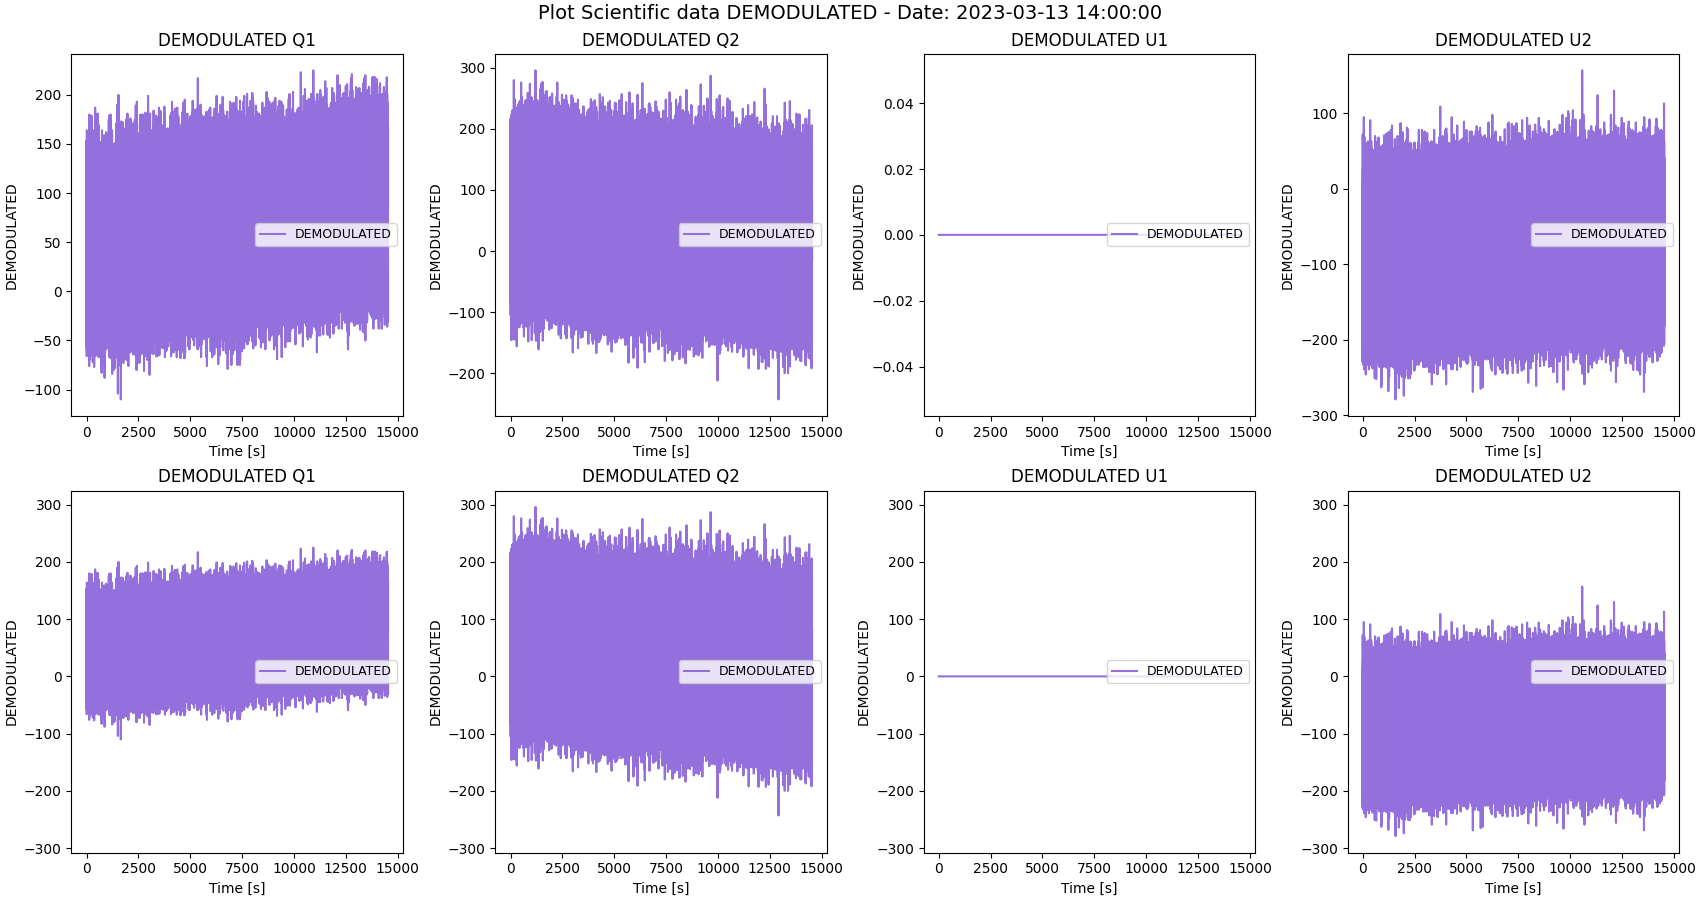 Plot Scientific data DEMODULATED - Date: 2023-03-13 14:00:00
DEMODULATED Q1
DEMODULATED
200
150
100
50
0
−50
−100
DEMODULATED
0 2500 5000 7500 10000 12500 15000
Time [s]
DEMODULATED Q2
DEMODULATED
300
200
100
0
−100
−200
DEMODULATED
0 2500 5000 7500 10000 12500 15000
Time [s]
DEMODULATED U1
DEMODULATED
0.04
0.02
0.00
−0.02
−0.04
DEMODULATED
0 2500 5000 7500 10000 12500 15000
Time [s]
DEMODULATED U2
DEMODULATED
100
0
−100
−200
−300
DEMODULATED
0 2500 5000 7500 10000 12500 15000
Time [s]
DEMODULATED Q1
DEMODULATED
300
200
100
0
−100
−200
−300
DEMODULATED
0 2500 5000 7500 10000 12500 15000
Time [s]
DEMODULATED Q2
DEMODULATED
300
200
100
0
−100
−200
−300
DEMODULATED
0 2500 5000 7500 10000 12500 15000
Time [s]
DEMODULATED U1
DEMODULATED
300
200
100
0
−100
−200
−300
DEMODULATED
0 2500 5000 7500 10000 12500 15000
Time [s]
DEMODULATED U2
DEMODULATED
300
200
100
0
−100
−200
−300
DEMODULATED
0 2500 5000 7500 10000 12500 15000
Time [s]